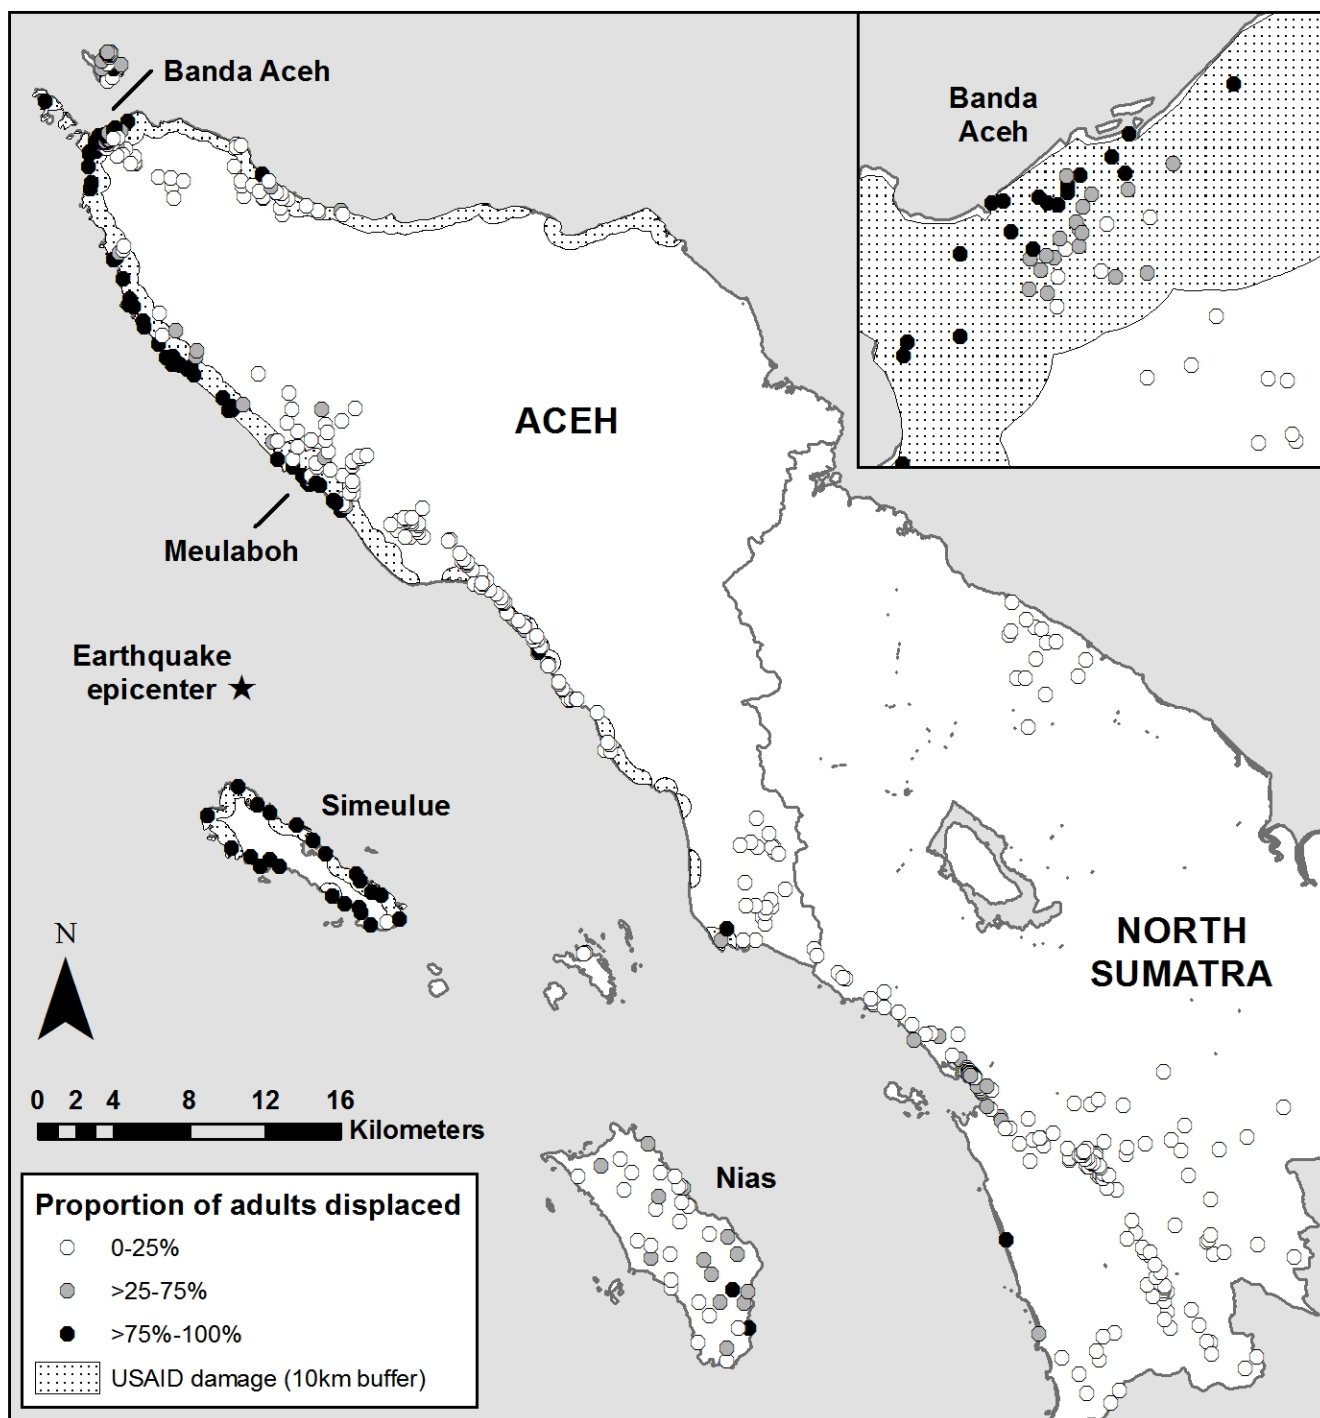 Banda Aceh
Banda
Aceh
ACEH
Meulaboh
Earthquake
epicenter
Simeulue
N
NORTH
SUMATRA
0 2 4 8 12 16
Kilometers
Nias
Proportion of adults displaced
0-25%
>25-75%
>75%-100%
USAID damage (10km buffer)